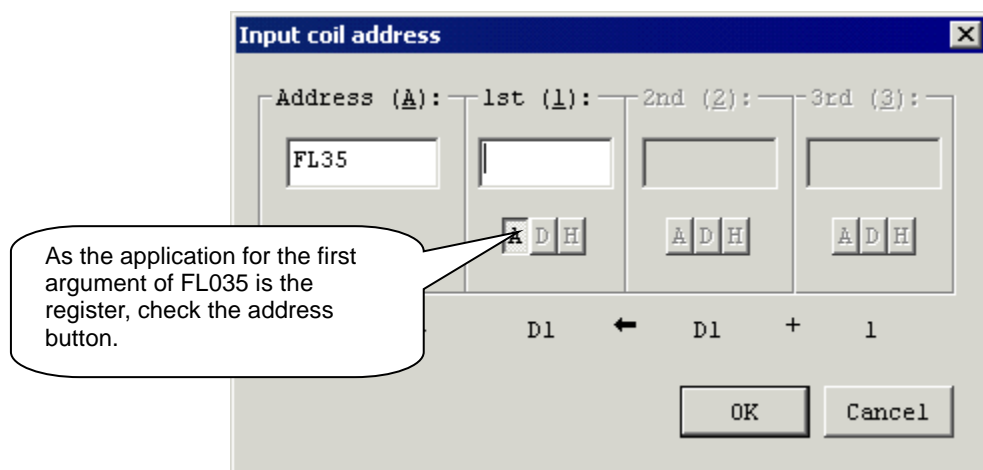 Input coil address
Address (A): 1st (1): 2nd (2): 3rd (3):
FL35
A D H A D H A D H
As the application for the first
argument of FL035 is the
register, check the address
button.
D1 ← D1 + 1
OK Cancel